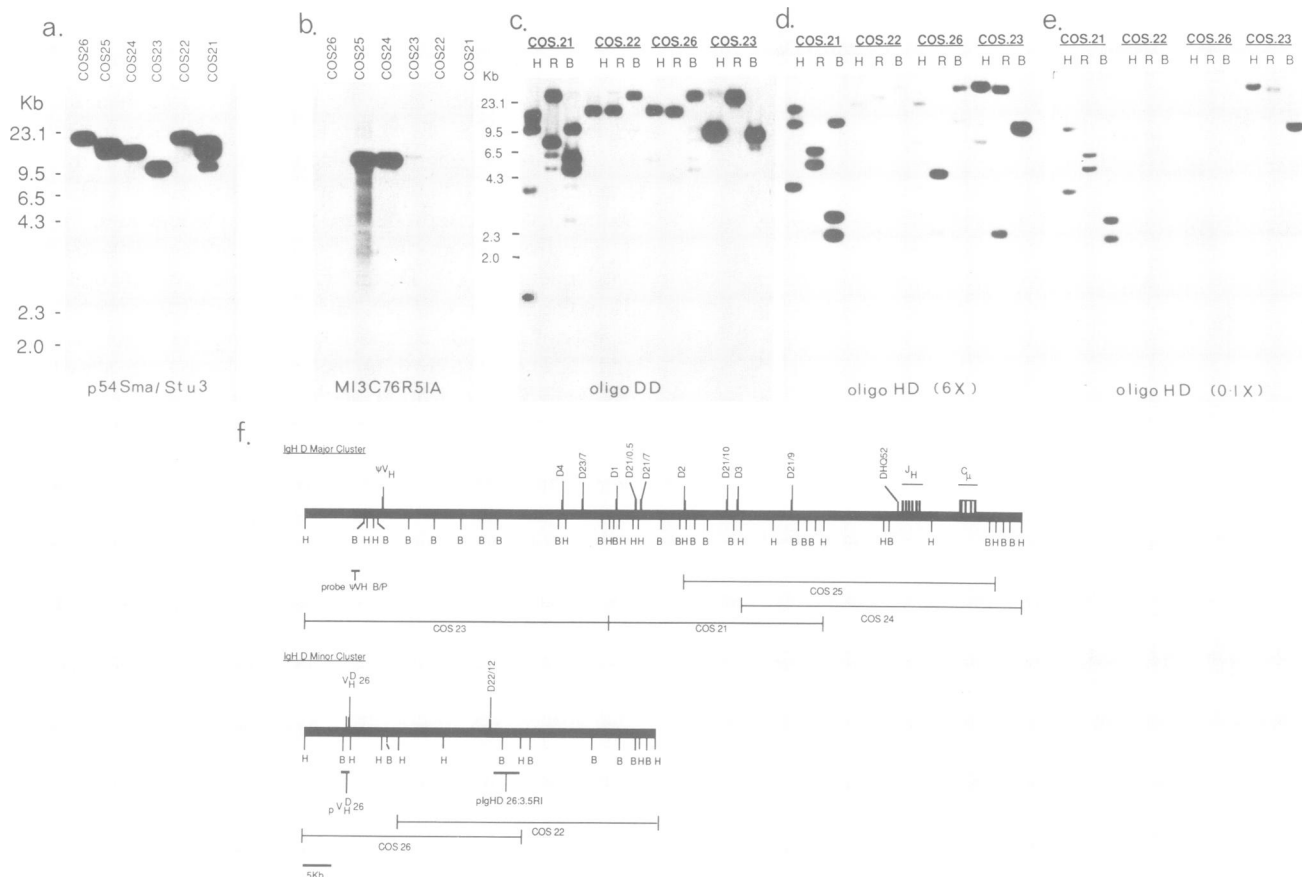 a.
COS26 COS25 COS24 COS23 COS22 COS21
Kb
23.1
9.5
6.5
4.3
2.3
2.0
p54Sma/Stu3
b.
COS26 COS25 COS24 COS23 COS22 COS21
M13C76R51A
c.
COS.21 COS.22 COS.26 COS.23
H R B H R B H R B H R B
Kb
23.1
9.5
6.5
4.3
2.3
2.0
oligo DD
d.
COS.21 COS.22 COS.26 COS.23
H R B H R B H R B H R B
oligo HD (6X)
e.
COS.21 COS.22 COS.26 COS.23
H R B H R B H R B H R B
oligo HD (0·1X)
f.
IgH D Major Cluster
ψVH D4 D23/7 D1 D21/0.5 D21/7 D2 D21/10 D3 D21/9 DHQ52 JH Cμ
H B H H B B B B B B H B H B H H H B B H B B B H H B B B H H B H B H B B H
probe ψVH B/P
COS 25
COS 24
COS 23 COS 21
IgH D Minor Cluster
VHD 26 D22/12
H B H H B H H B H B B B B H B H
pVHD 26 pIgHD 26:3.5RI
COS 22
COS 26
5Kb